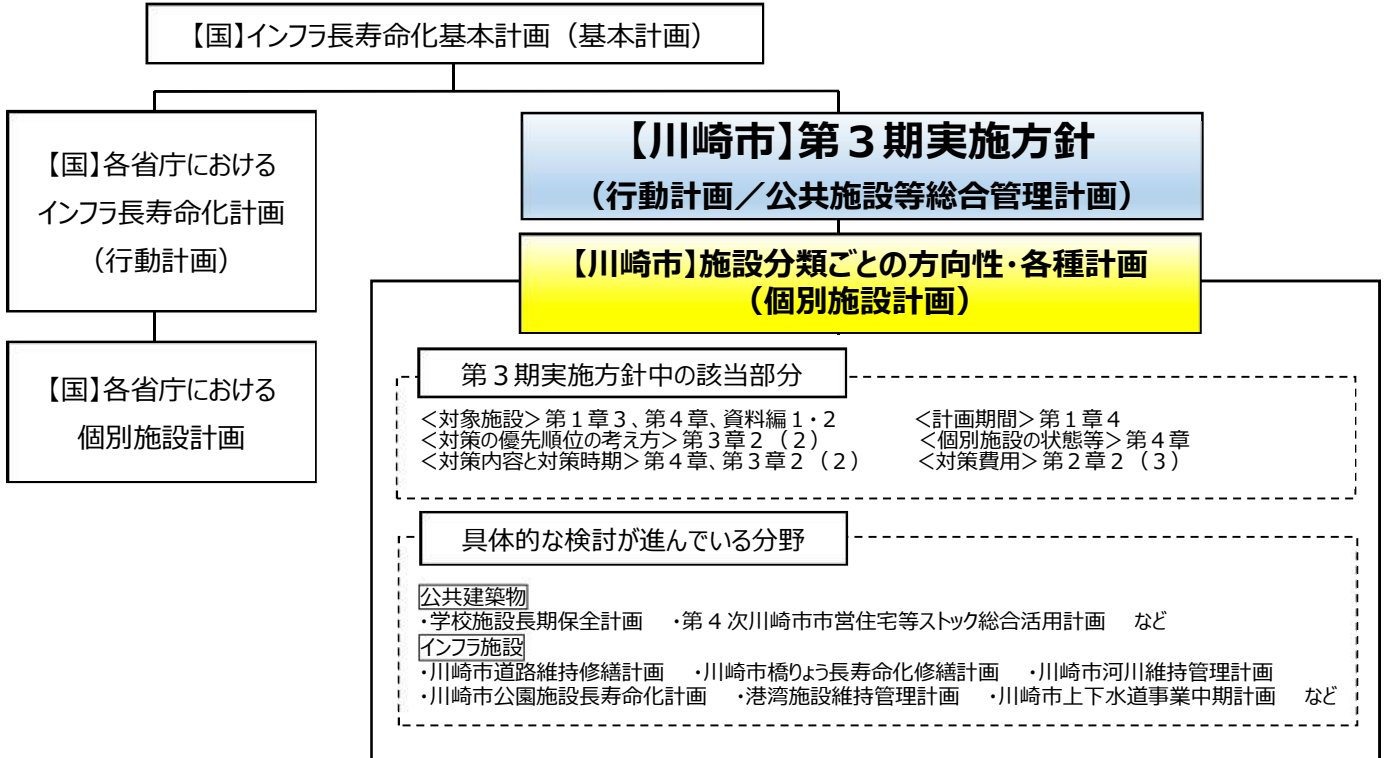 【国】インフラ長寿命化基本計画（基本計画）
【国】各省庁における
インフラ長寿命化計画
（行動計画）
【国】各省庁における
個別施設計画
【川崎市】第３期実施方針
（行動計画／公共施設等総合管理計画）
【川崎市】施設分類ごとの方向性・各種計画
（個別施設計画）
第３期実施方針中の該当部分
＜対象施設＞第１章３、第４章、資料編１・２　＜計画期間＞第１章４
＜対策の優先順位の考え方＞第３章２（２）　＜個別施設の状態等＞第４章
＜対策内容と対策時期＞第４章、第３章２（２）　＜対策費用＞第２章２（３）
具体的な検討が進んでいる分野
公共建築物
・学校施設長期保全計画　・第４次川崎市市営住宅等ストック総合活用計画　など
インフラ施設
・川崎市道路維持修繕計画　・川崎市橋りょう長寿命化修繕計画　・川崎市河川維持管理計画
・川崎市公園施設長寿命化計画　・港湾施設維持管理計画　・川崎市上下水道事業中期計画　など